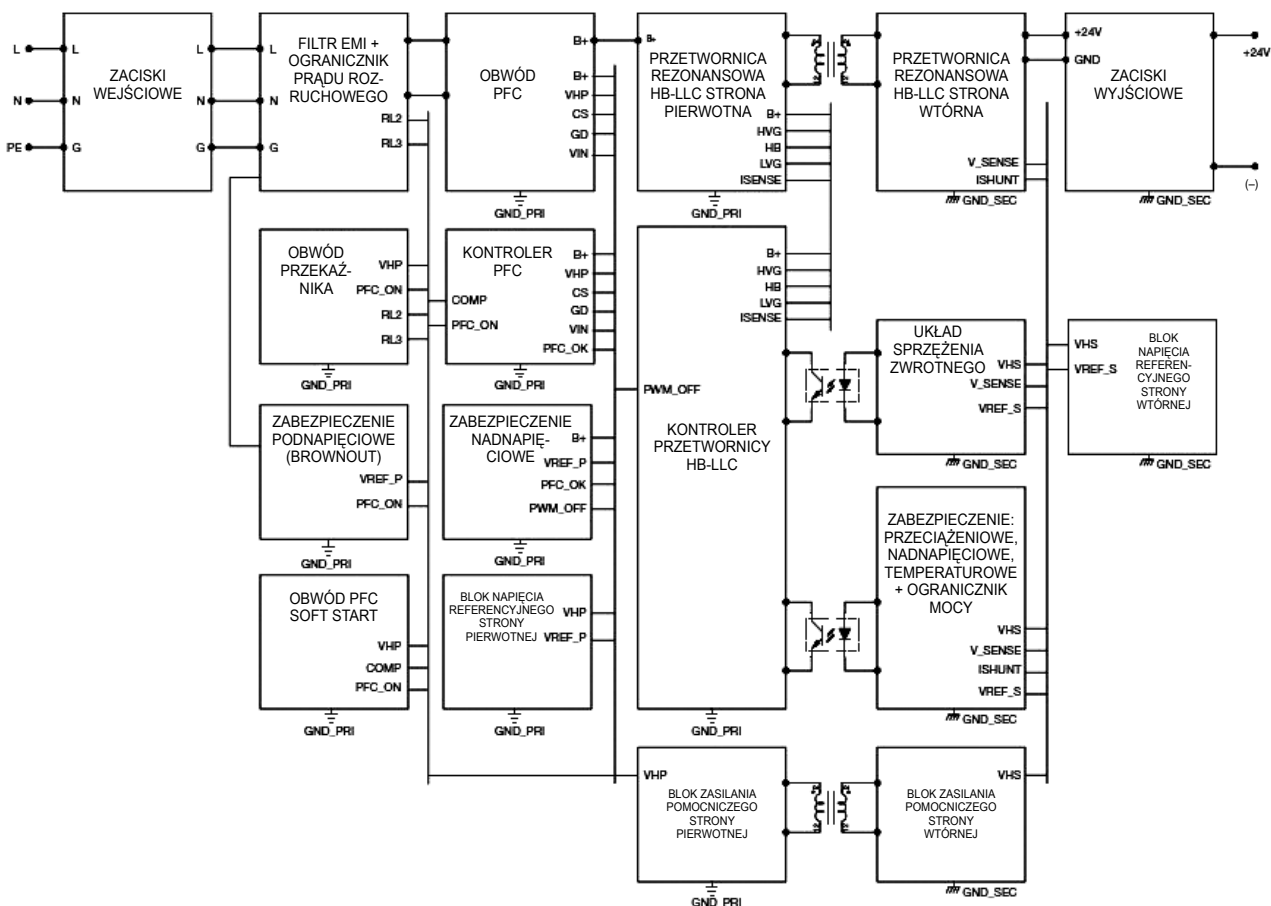 L
L
ZACISKI
WEJŚCIOWE
N
N
PE
G
L
N
G
L
FILTR EMI +
OGRANICZNIK
PRĄDU ROZ-
RUCHOWEGO
N
RL2
RL3
G
OBWÓD
PFC
B+
B+
VHP
CS
GD
VIN
GND_PRI
B+
PRZETWORNICA
REZONANSOWA
HB-LLC STRONA
PIERWOTNA
B+
HVG
HB
LVG
ISENSE
GND_PRI
PRZETWORNICA
REZONANSOWA
HB-LLC STRONA
WTÓRNA
V_SENSE
ISHUNT
GND_SEC
+24V
GND
ZACISKI
WYJŚCIOWE
GND_SEC
+24V
(–)
OBWÓD
PRZEKAŹ-
NIKA
VHP
PFC_ON
RL2
RL3
GND_PRI
KONTROLER
PFC
COMP
PFC_ON
B+
VHP
CS
GD
VIN
PFC_OK
B+
HVG
HB
LVG
ISENSE
PWM_OFF
KONTROLER
PRZETWORNICY
HB-LLC
GND_PRI
UKŁAD
SPRZĘŻENIA
ZWROTNEGO
VHS
V_SENSE
VREF_S
GND_SEC
VHS
VREF_S
BLOK
NAPIĘCIA
REFEREN-
CYJNEGO
STRONY
WTÓRNEJ
GND_SEC
ZABEZPIECZENIE
PODNAPIĘCIOWE
(BROWNOUT)
VREF_P
PFC_ON
GND_PRI
ZABEZPIECZENIE
NADNAPIĘ-
CIOWE
B+
VREF_P
PFC_OK
PWM_OFF
GND_PRI
ZABEZPIECZENIE:
PRZECIĄŻENIOWE,
NADNAPIĘCIOWE,
TEMPERATUROWE
+ OGRANICZNIK
MOCY
VHS
V_SENSE
ISHUNT
VREF_S
GND_SEC
OBWÓD PFC
SOFT START
VHP
COMP
PFC_ON
GND_PRI
BLOK NAPIĘCIA
REFERENCYJNEGO
STRONY
PIERWOTNEJ
VHP
VREF_P
GND_PRI
VHP
BLOK ZASILANIA
POMOCNICZEGO
STRONY
PIERWOTNEJ
GND_PRI
VHS
BLOK ZASILANIA
POMOCNICZEGO
STRONY
WTÓRNEJ
GND_SEC